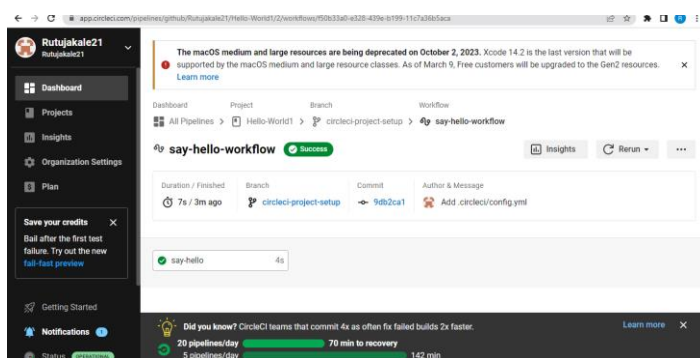 app.circleci.com/pipelines/github/Rutujakale21/Hello-World1/2/workflows/f50b33a0-e328-439e-b199-11c7a36b5aca
Rutujakale21
Rutujakale21
Dashboard
Projects
Insights
Organization Settings
Plan
Save your credits X
Bail after the first test
failure. Try out the new
fail-fast preview
Getting Started
Notifications 1
Status OPERATIONAL
The macOS medium and large resources are being deprecated on October 2, 2023. Xcode 14.2 is the last version that will be
supported by the macOS medium and large resource classes. As of March 9, Free customers will be upgraded to the Gen2 resources.
Learn more
Dashboard Project Branch Workflow
All Pipelines > Hello-World1 > circleci-project-setup > say-hello-workflow
say-hello-workflow Success Insights Rerun
Duration / Finished Branch Commit Author & Message
7s / 3m ago circleci-project-setup 9db2ca1 Add .circleci/config.yml
say-hello 4s
Did you know? CircleCI teams that commit 4x as often fix failed builds 2x faster. Learn more
20 pipelines/day 70 min to recovery
5 pipelines/day 142 min